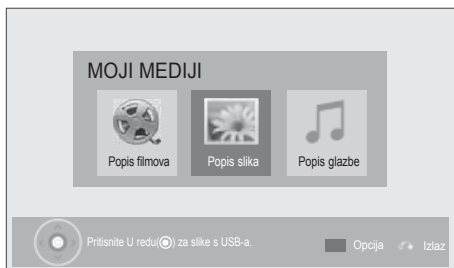 MOJI MEDIJI
Popis filmova
Popis slika
Popis glazbe
Pritisnite U redu(◉) za slike s USB-a.
Opcija
Izlaz